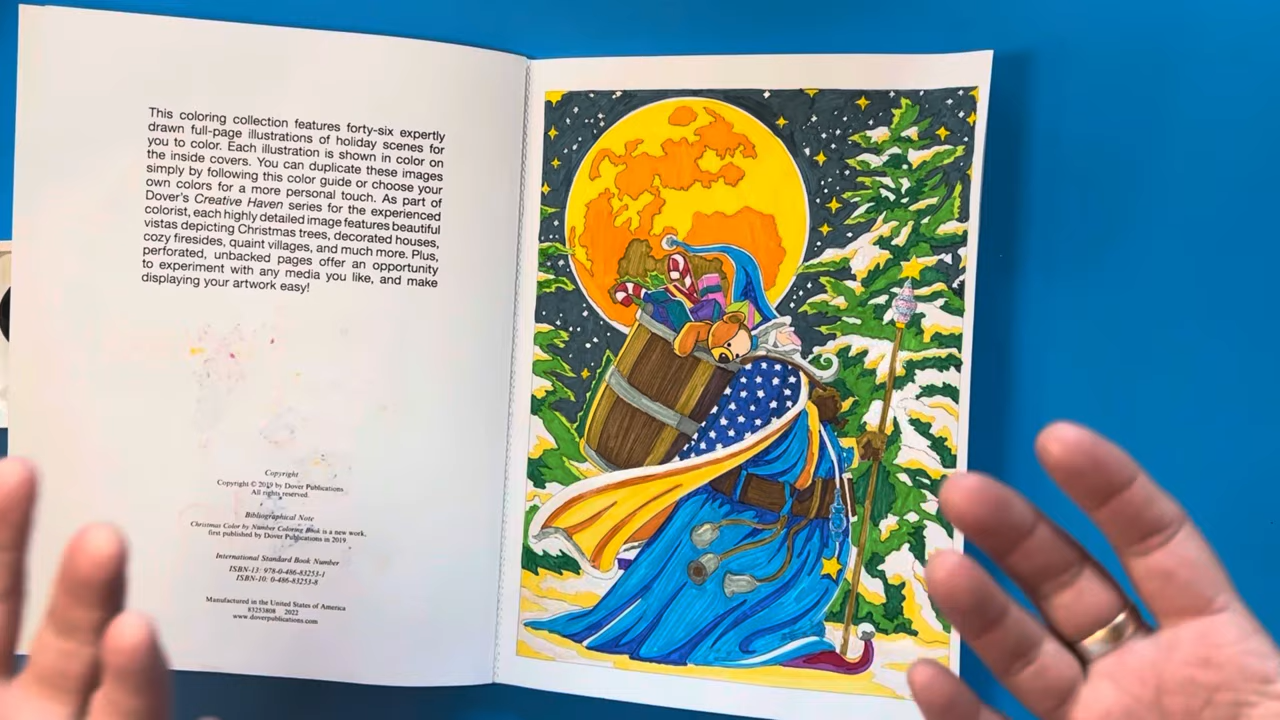 This coloring collection features forty-six expertly
drawn full-page illustrations of holiday scenes for
you to color. Each illustration is shown in color on
the inside covers. You can duplicate these images
simply by following this color guide or choose your
own colors for a more personal touch. As part of
Dover's Creative Haven series for the experienced
colorist, each highly detailed image features beautiful
vistas depicting Christmas trees, decorated houses,
cozy firesides, quaint villages, and much more. Plus,
perforated, unbacked pages offer an opportunity
to experiment with any media you like, and make
displaying your artwork easy!
Copyright
Copyright © 2019 by Dover Publications
All rights reserved.
Bibliographical Note
Christmas Color by Number Coloring Book is a new work,
first published by Dover Publications in 2019.
International Standard Book Number
ISBN-13: 978-0-486-83253-1
ISBN-10: 0-486-83253-8
Manufactured in the United States of America
83253808 2022
www.doverpublications.com